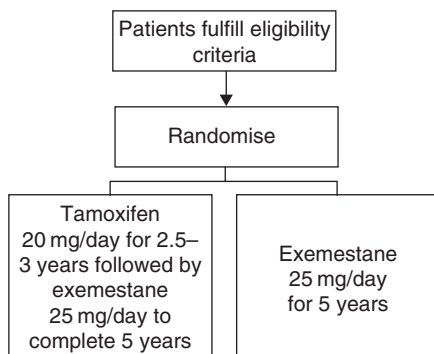 Patients fulfill eligibility
criteria
Randomise
Tamoxifen
20 mg/day for 2.5–
3 years followed by
exemestane
25 mg/day to
complete 5 years
Exemestane
25 mg/day
for 5 years